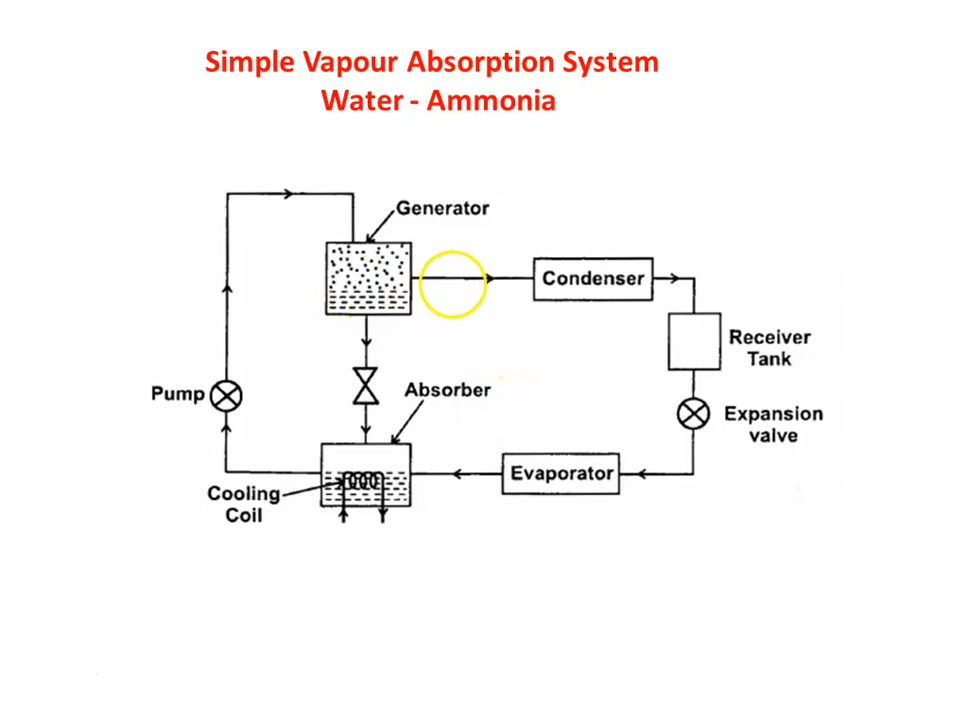 Simple Vapour Absorption System
Water - Ammonia
Generator
Condenser
Receiver
Tank
Pump
Absorber
Expansion
valve
Evaporator
Cooling
Coil